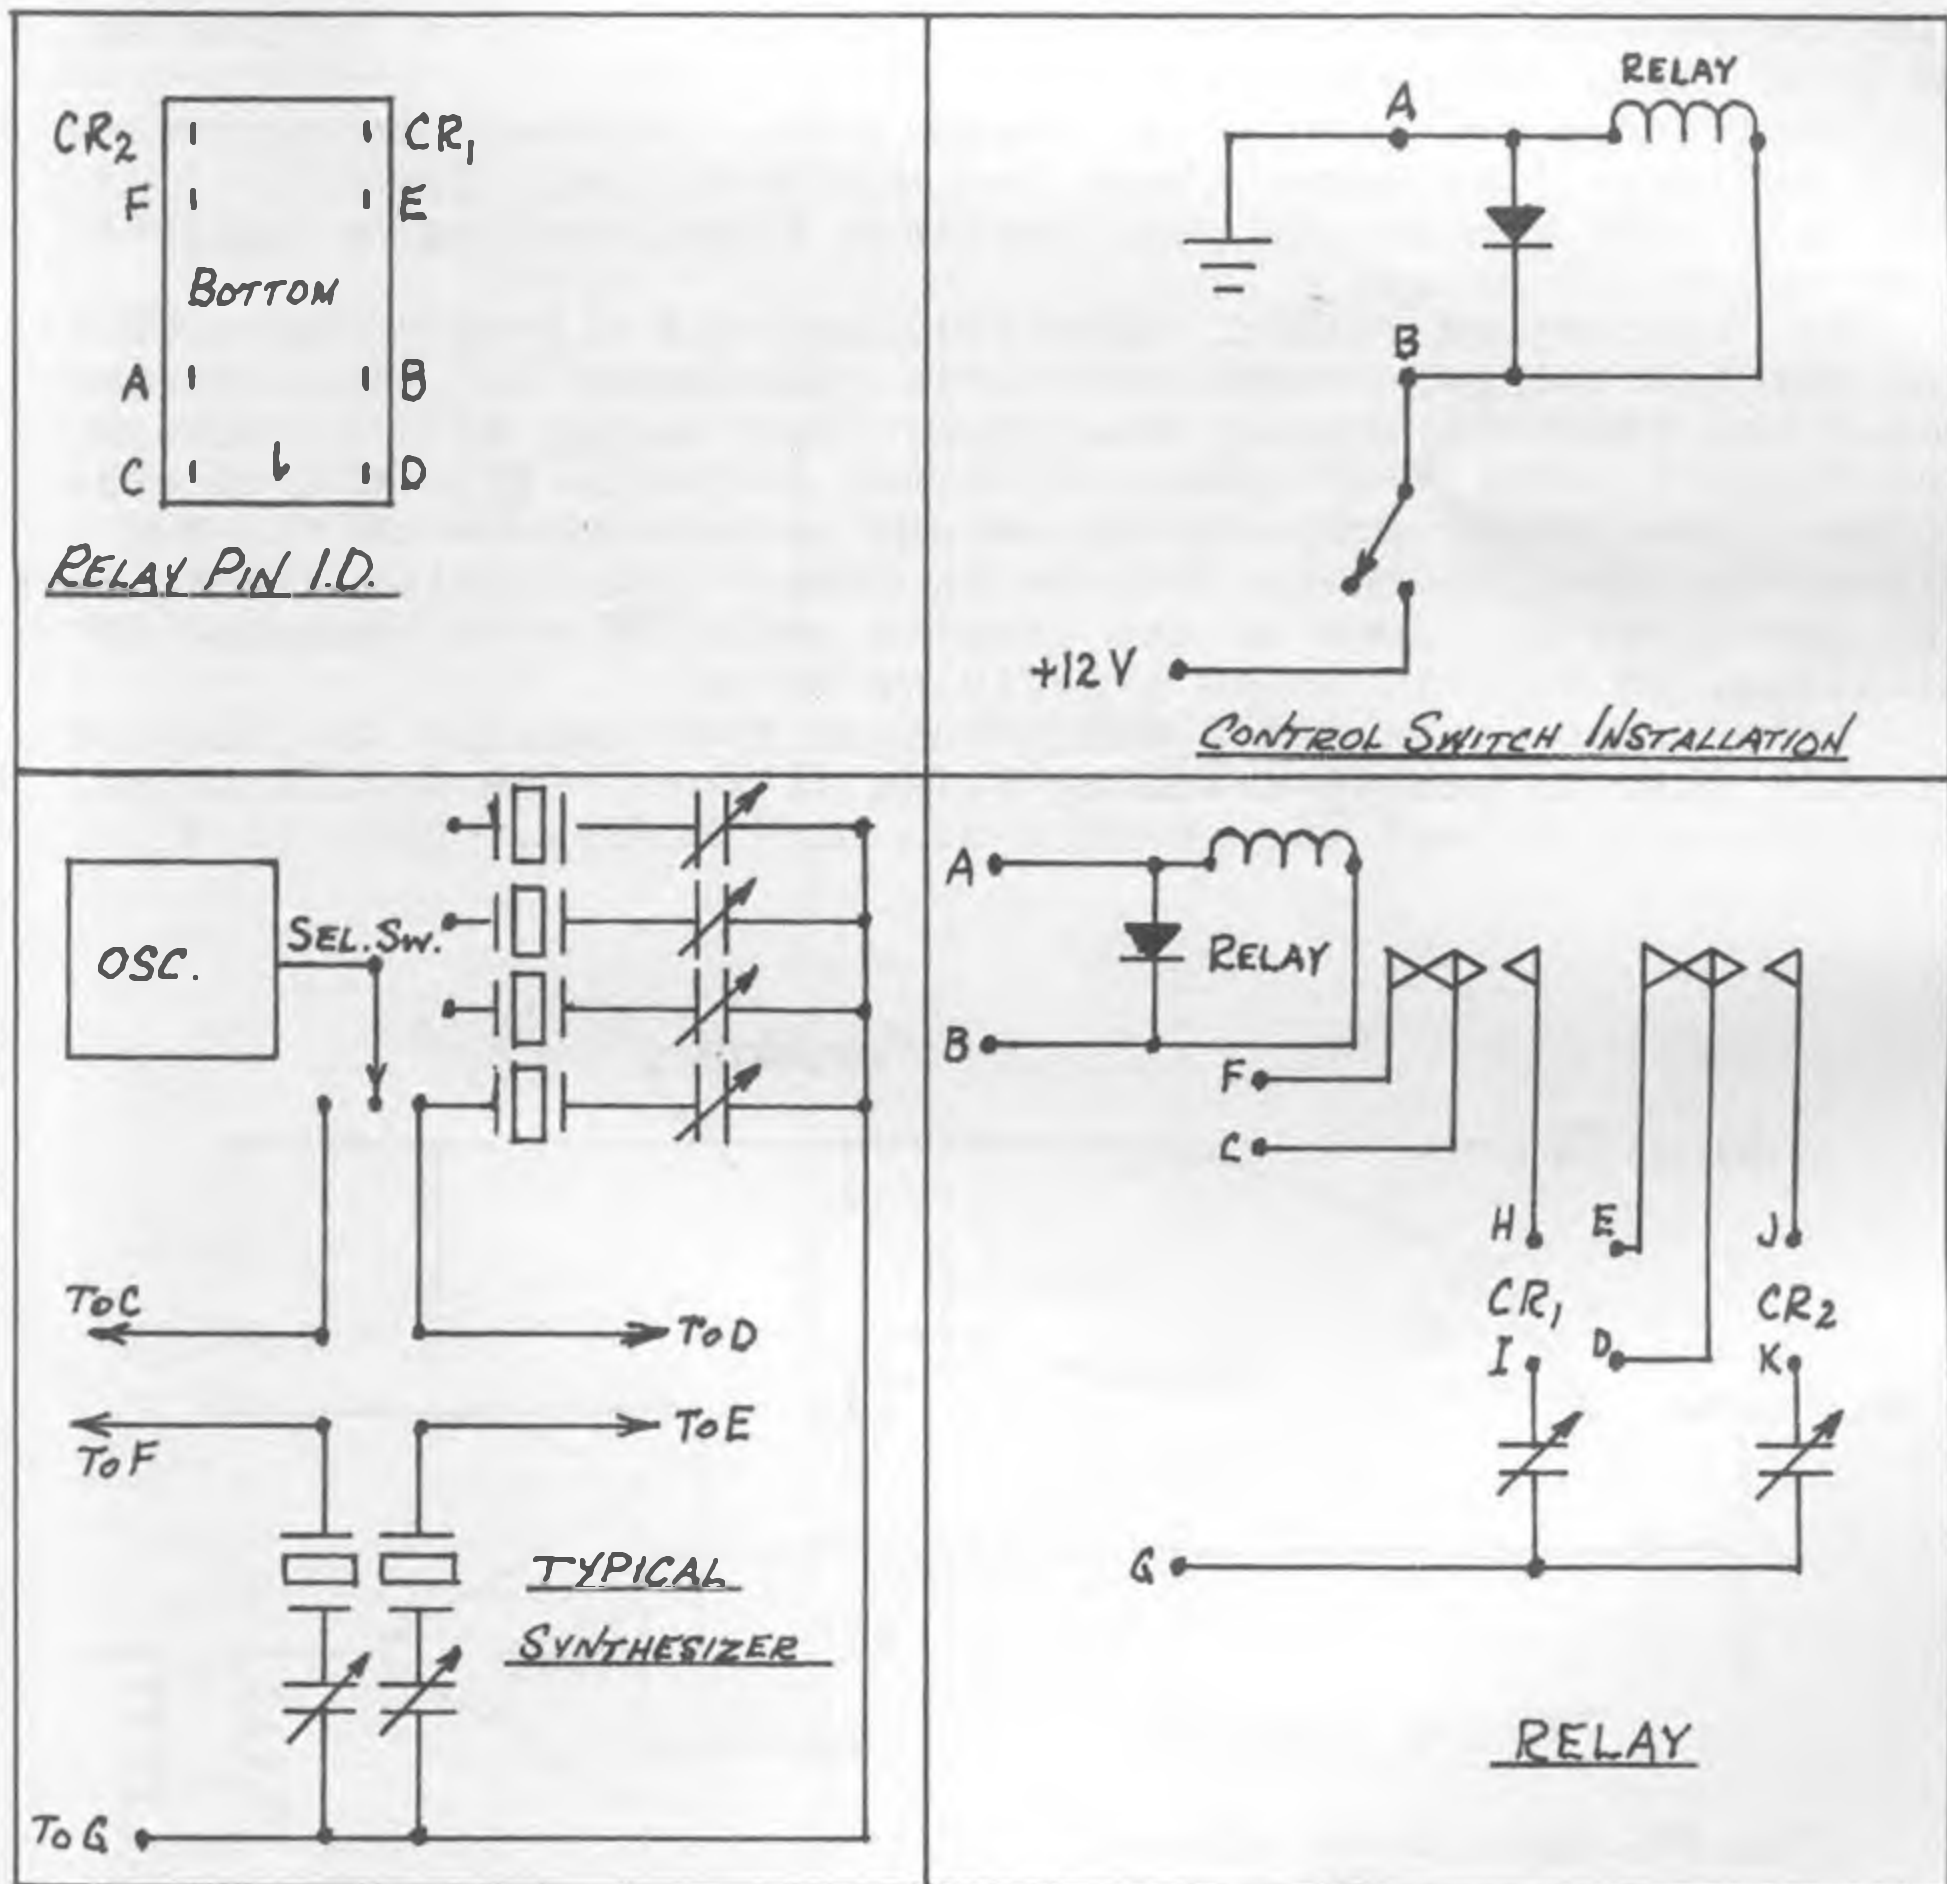 CR2
CR1
F
E
BOTTOM
A
B
C
D
RELAY PIN I.D.
RELAY
A
B
+12V
CONTROL SWITCH INSTALLATION
OSC.
SEL. SW.
TO C
TO D
TO F
TO E
TYPICAL
SYNTHESIZER
TO G
A
RELAY
B
F
C
H
E
J
CR1
CR2
I
D
K
G
RELAY